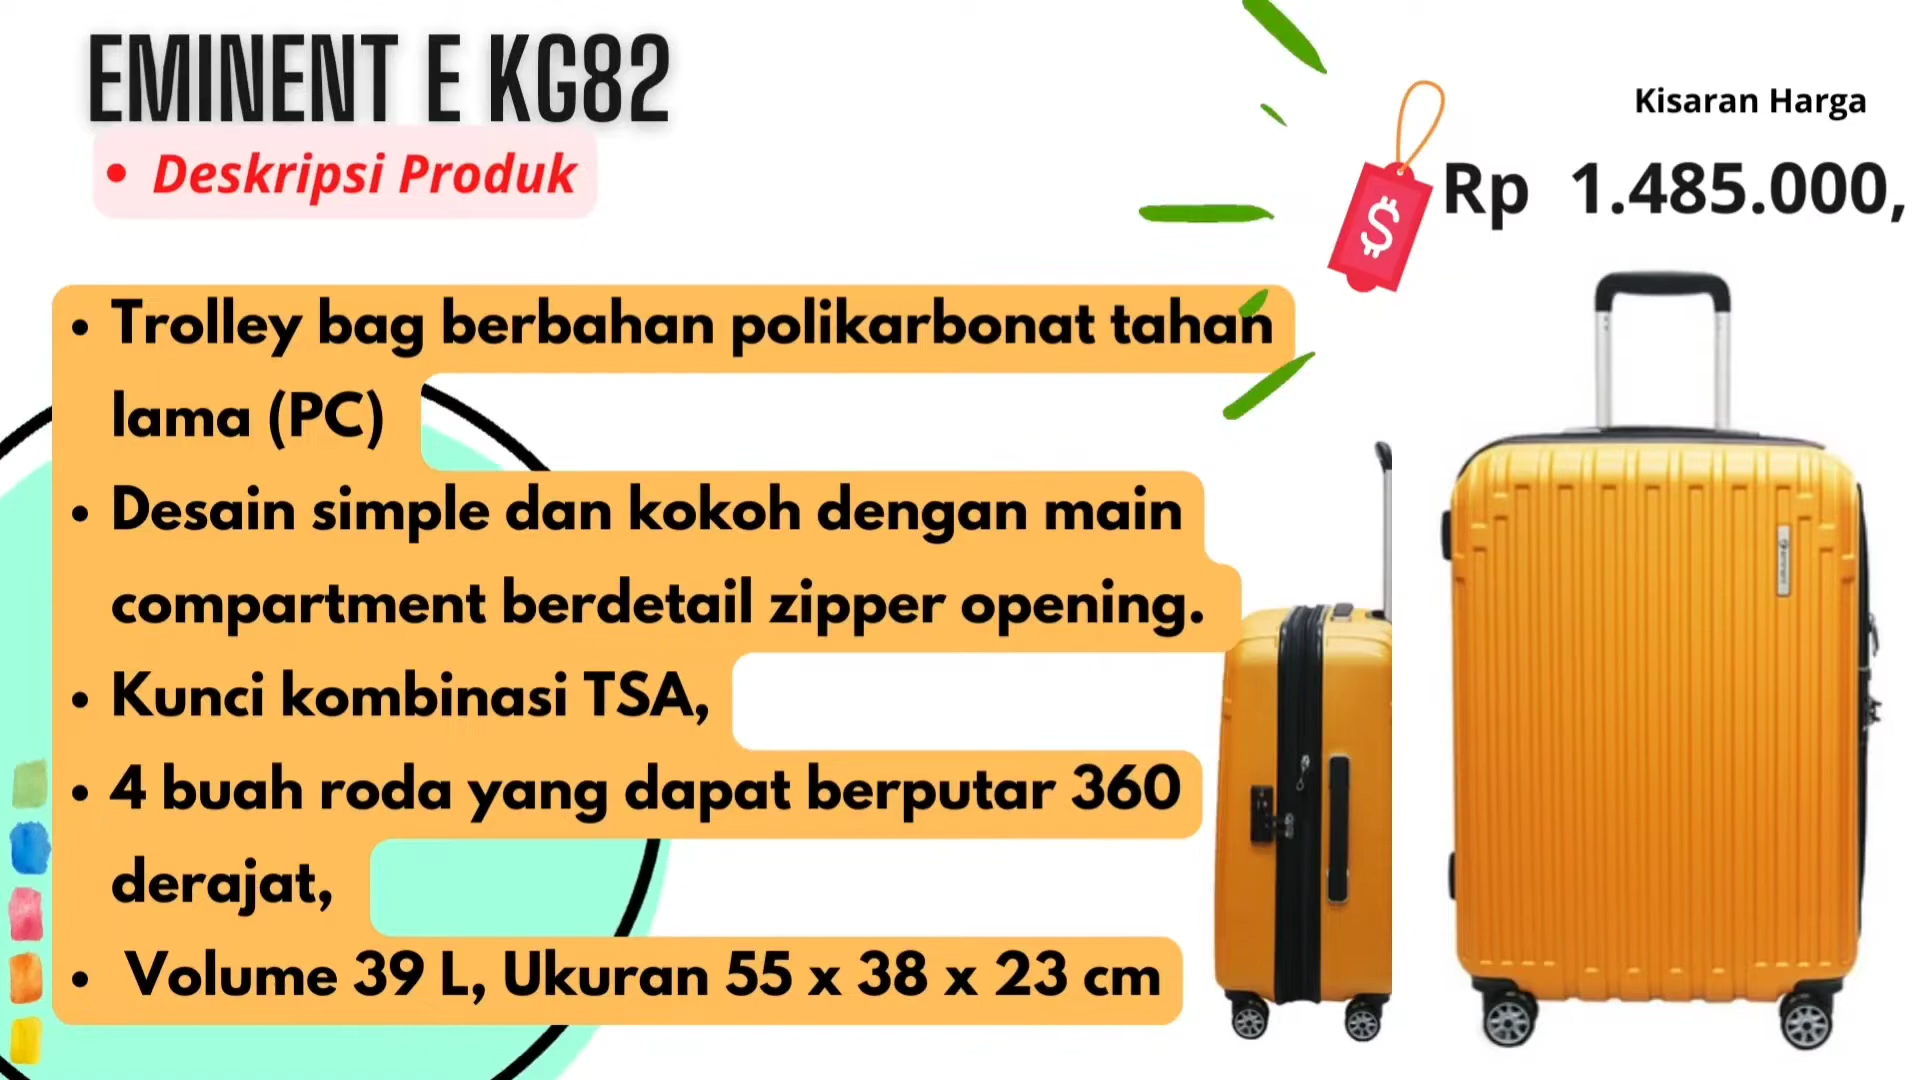 EMINENT E KG82
• Deskripsi Produk
Kisaran Harga
Rp 1.485.000,
$
• Trolley bag berbahan polikarbonat tahan
lama (PC)
• Desain simple dan kokoh dengan main
compartment berdetail zipper opening.
• Kunci kombinasi TSA,
• 4 buah roda yang dapat berputar 360
derajat,
• Volume 39 L, Ukuran 55 x 38 x 23 cm